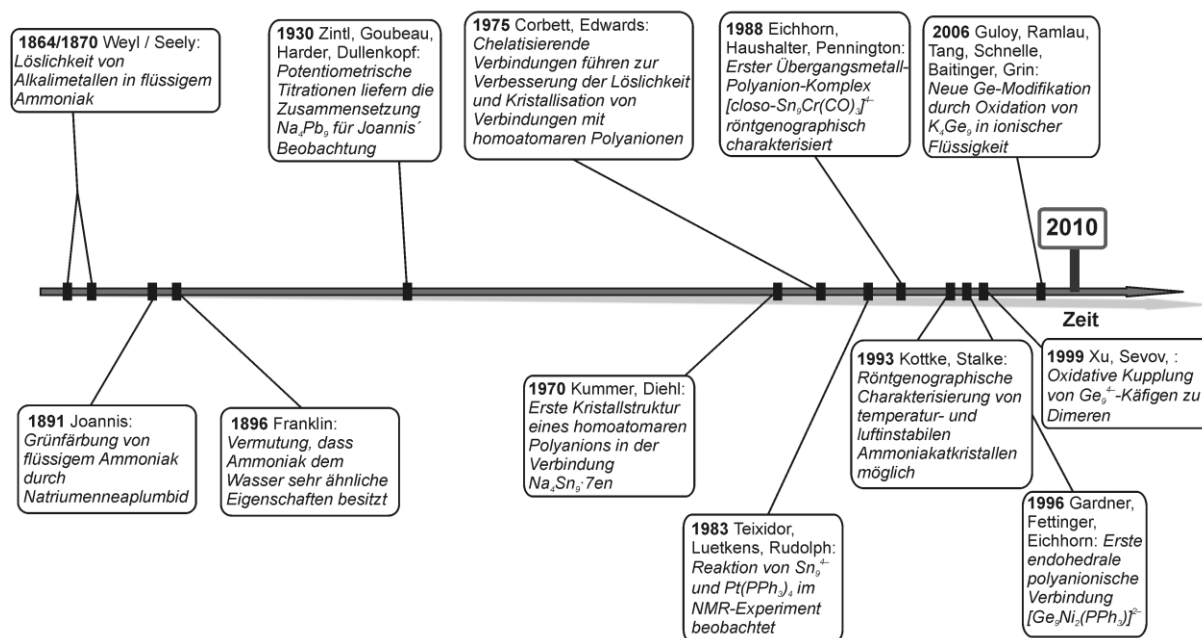 1864/1870 Weyl / Seely:
Löslichkeit von
Alkalimetallen in flüssigem
Ammoniak
1930 Zintl, Goubeau,
Harder, Dullenkopf:
Potentiometrische
Titrationen liefern die
Zusammensetzung
Na₄Pb₉ für Joannis´
Beobachtung
1975 Corbett, Edwards:
Chelatisierende
Verbindungen führen zur
Verbesserung der Löslichkeit
und Kristallisation von
Verbindungen mit
homoatomaren Polyanionen
1988 Eichhorn,
Haushalter, Pennington:
Erster Übergangsmetall-
Polyanion-Komplex
[closo-Sn₉Cr(CO)₃]⁴⁻
röntgenographisch
charakterisiert
2006 Guloy, Ramlau,
Tang, Schnelle,
Baitinger, Grin:
Neue Ge-Modifikation
durch Oxidation von
K₄Ge₉ in ionischer
Flüssigkeit
2010
Zeit
1891 Joannis:
Grünfärbung von
flüssigem Ammoniak
durch
Natriumenneaplumbid
1896 Franklin:
Vermutung, dass
Ammoniak dem
Wasser sehr ähnliche
Eigenschaften besitzt
1970 Kummer, Diehl:
Erste Kristallstruktur
eines homoatomaren
Polyanions in der
Verbindung
Na₄Sn₉·7en
1983 Teixidor,
Luetkens, Rudolph:
Reaktion von Sn₉⁴⁻
und Pt(PPh₃)₄ im
NMR-Experiment
beobachtet
1993 Kottke, Stalke:
Röntgenographische
Charakterisierung von
temperatur- und
luftinstabilen
Ammoniakatkristallen
möglich
1999 Xu, Sevov, :
Oxidative Kupplung
von Ge₉⁴⁻-Käfigen zu
Dimeren
1996 Gardner,
Fettinger,
Eichhorn: Erste
endohedrale
polyanionische
Verbindung
[Ge₉Ni₂(PPh₃)]²⁻